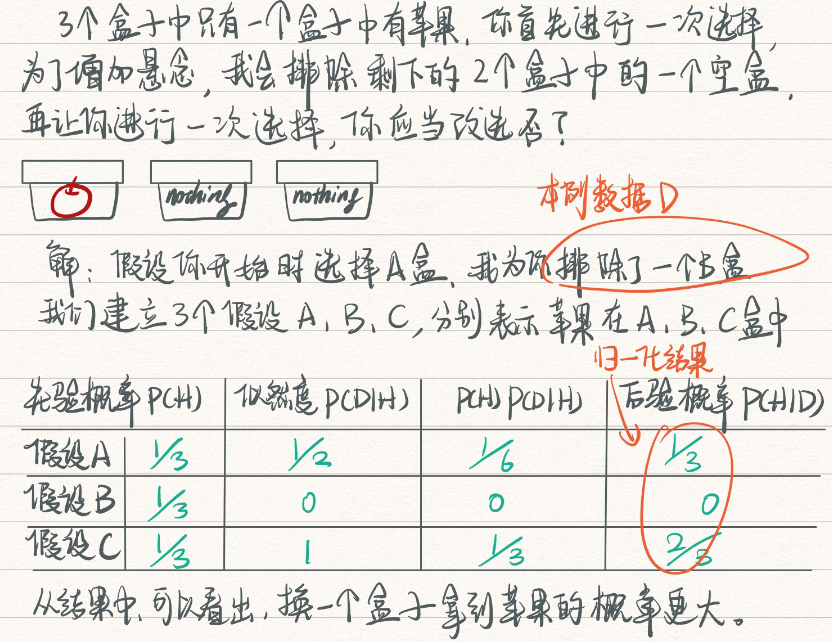 3个盒子中只有一个盒子中有苹果，你首先进行一次选择，
为了增加悬念，我会排除剩下的2个盒子中的一个空盒，
再让你进行一次选择，你应当改选否？
nothing nothing
本例数据D
解：假设你开始时选择A盒，我为你排除了一个B盒
我们建立3个假设A、B、C，分别表示苹果在A、B、C盒中
归一化结果
先验概率P(H) 似然度P(D|H) P(H)P(D|H) 后验概率P(H|D)
假设A 1/3 1/2 1/6 1/3
假设B 1/3 0 0 0
假设C 1/3 1 1/3 2/3
从结果中，可以看出，换一个盒子拿到苹果的概率更大。